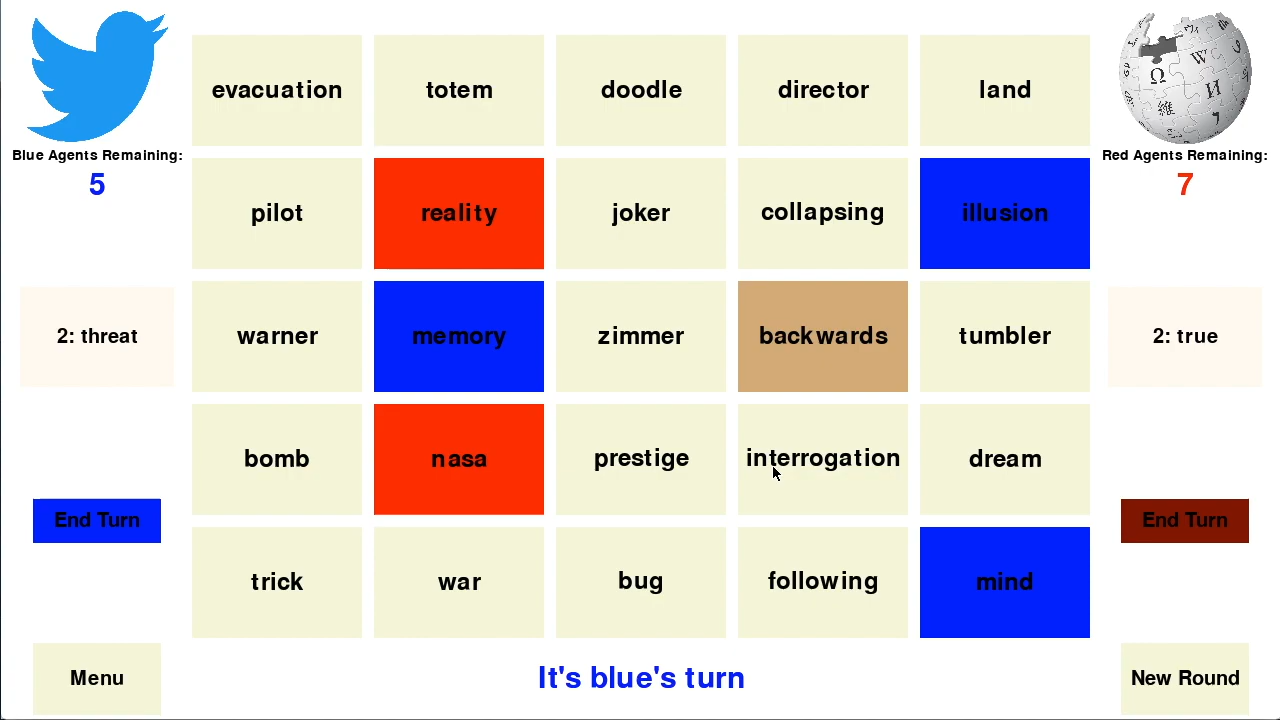 evacuation totem doodle director land
Blue Agents Remaining:
5
Red Agents Remaining:
7
pilot reality joker collapsing illusion
2: threat
warner memory zimmer backwards tumbler
2: true
bomb nasa prestige interrogation dream
End Turn
End Turn
trick war bug following mind
Menu
It's blue's turn
New Round